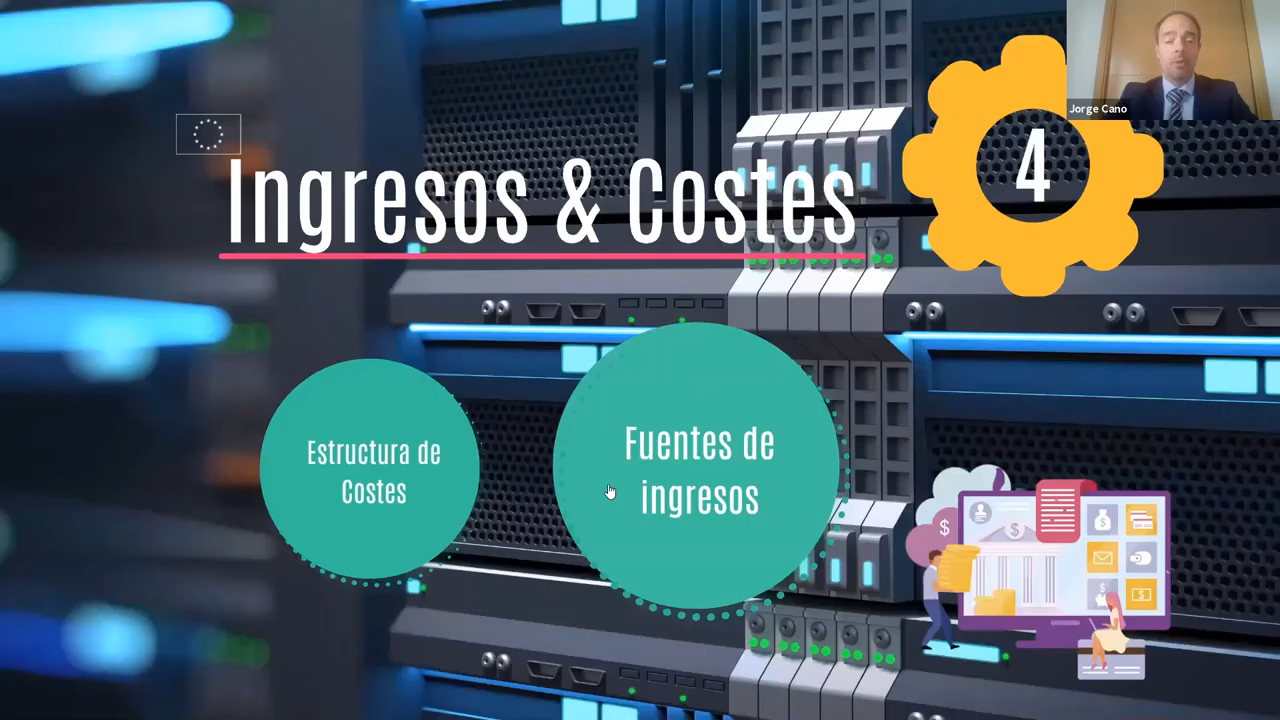 Jorge Cano
4
Ingresos & Costes
Estructura de
Costes
Fuentes de
ingresos